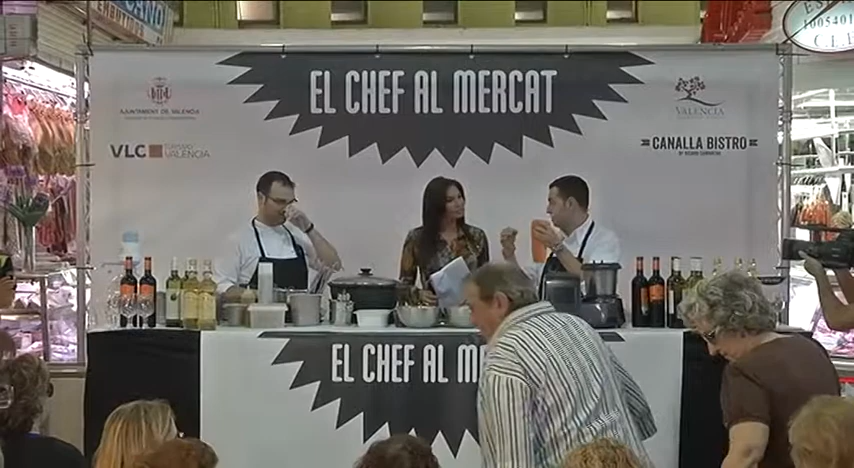 EL CHEF AL MERCAT
AJUNTAMENT DE VALENCIA
VALENCIA
VLC TURISMO VALENCIA
CANALLA BISTRO
EL CHEF AL M